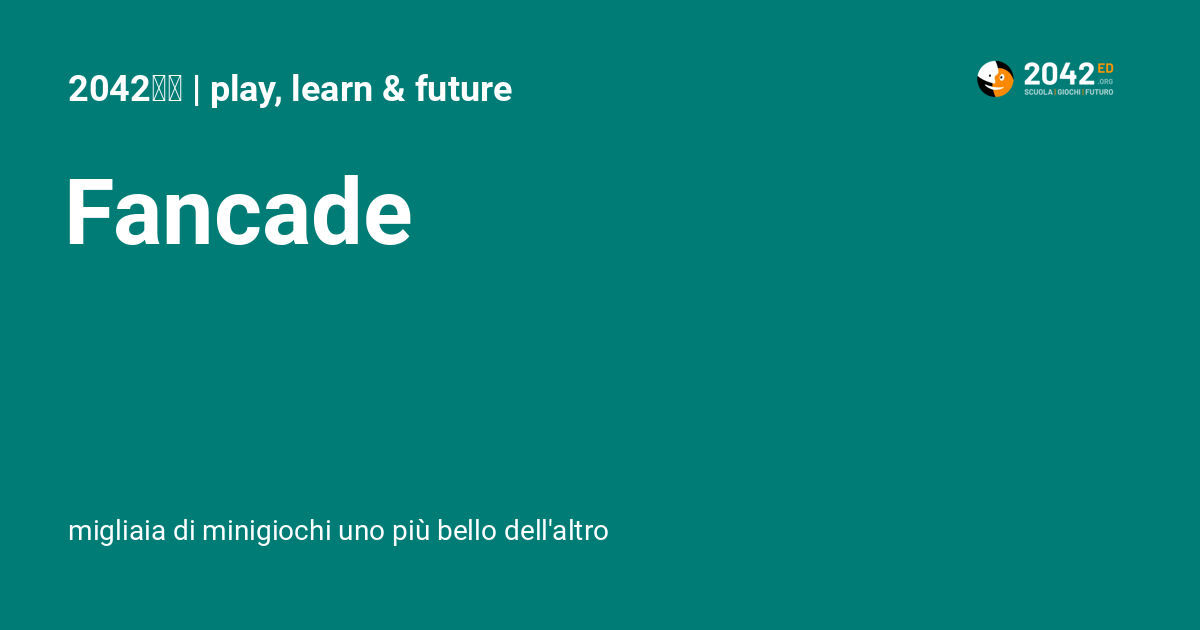 2042 | play, learn & future
2042 ED
.ORG
SCUOLA | GIOCHI | FUTURO
Fancade
migliaia di minigiochi uno più bello dell'altro